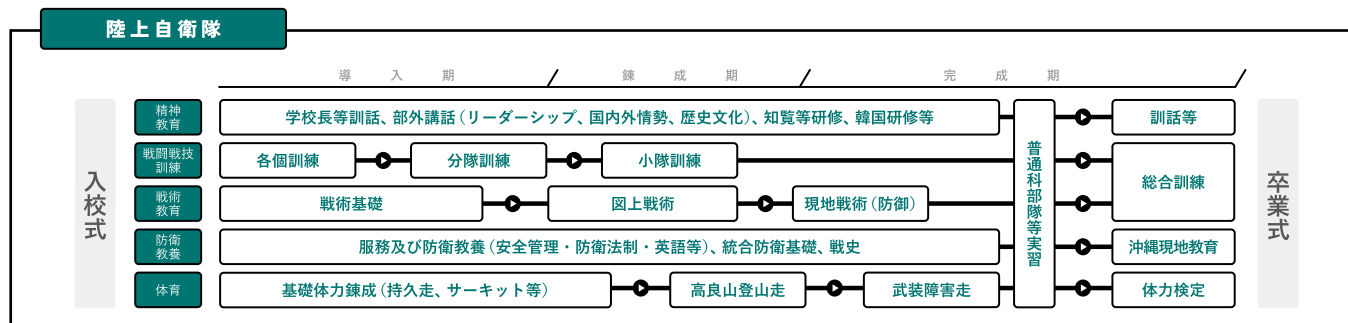 陸上自衛隊
導入期
錬成期
完成期
入校式
精神
教育
学校長等訓話、部外講話（リーダーシップ、国内外情勢、歴史文化）、知覧等研修、韓国研修等
訓話等
戦闘戦技
訓練
各個訓練
分隊訓練
小隊訓練
総合訓練
戦術
教育
戦術基礎
図上戦術
現地戦術（防御）
防衛
教養
服務及び防衛教養（安全管理・防衛法制・英語等）、統合防衛基礎、戦史
沖縄現地教育
体育
基礎体力錬成（持久走、サーキット等）
高良山登山走
武装障害走
体力検定
普通科部隊等実習
卒業式